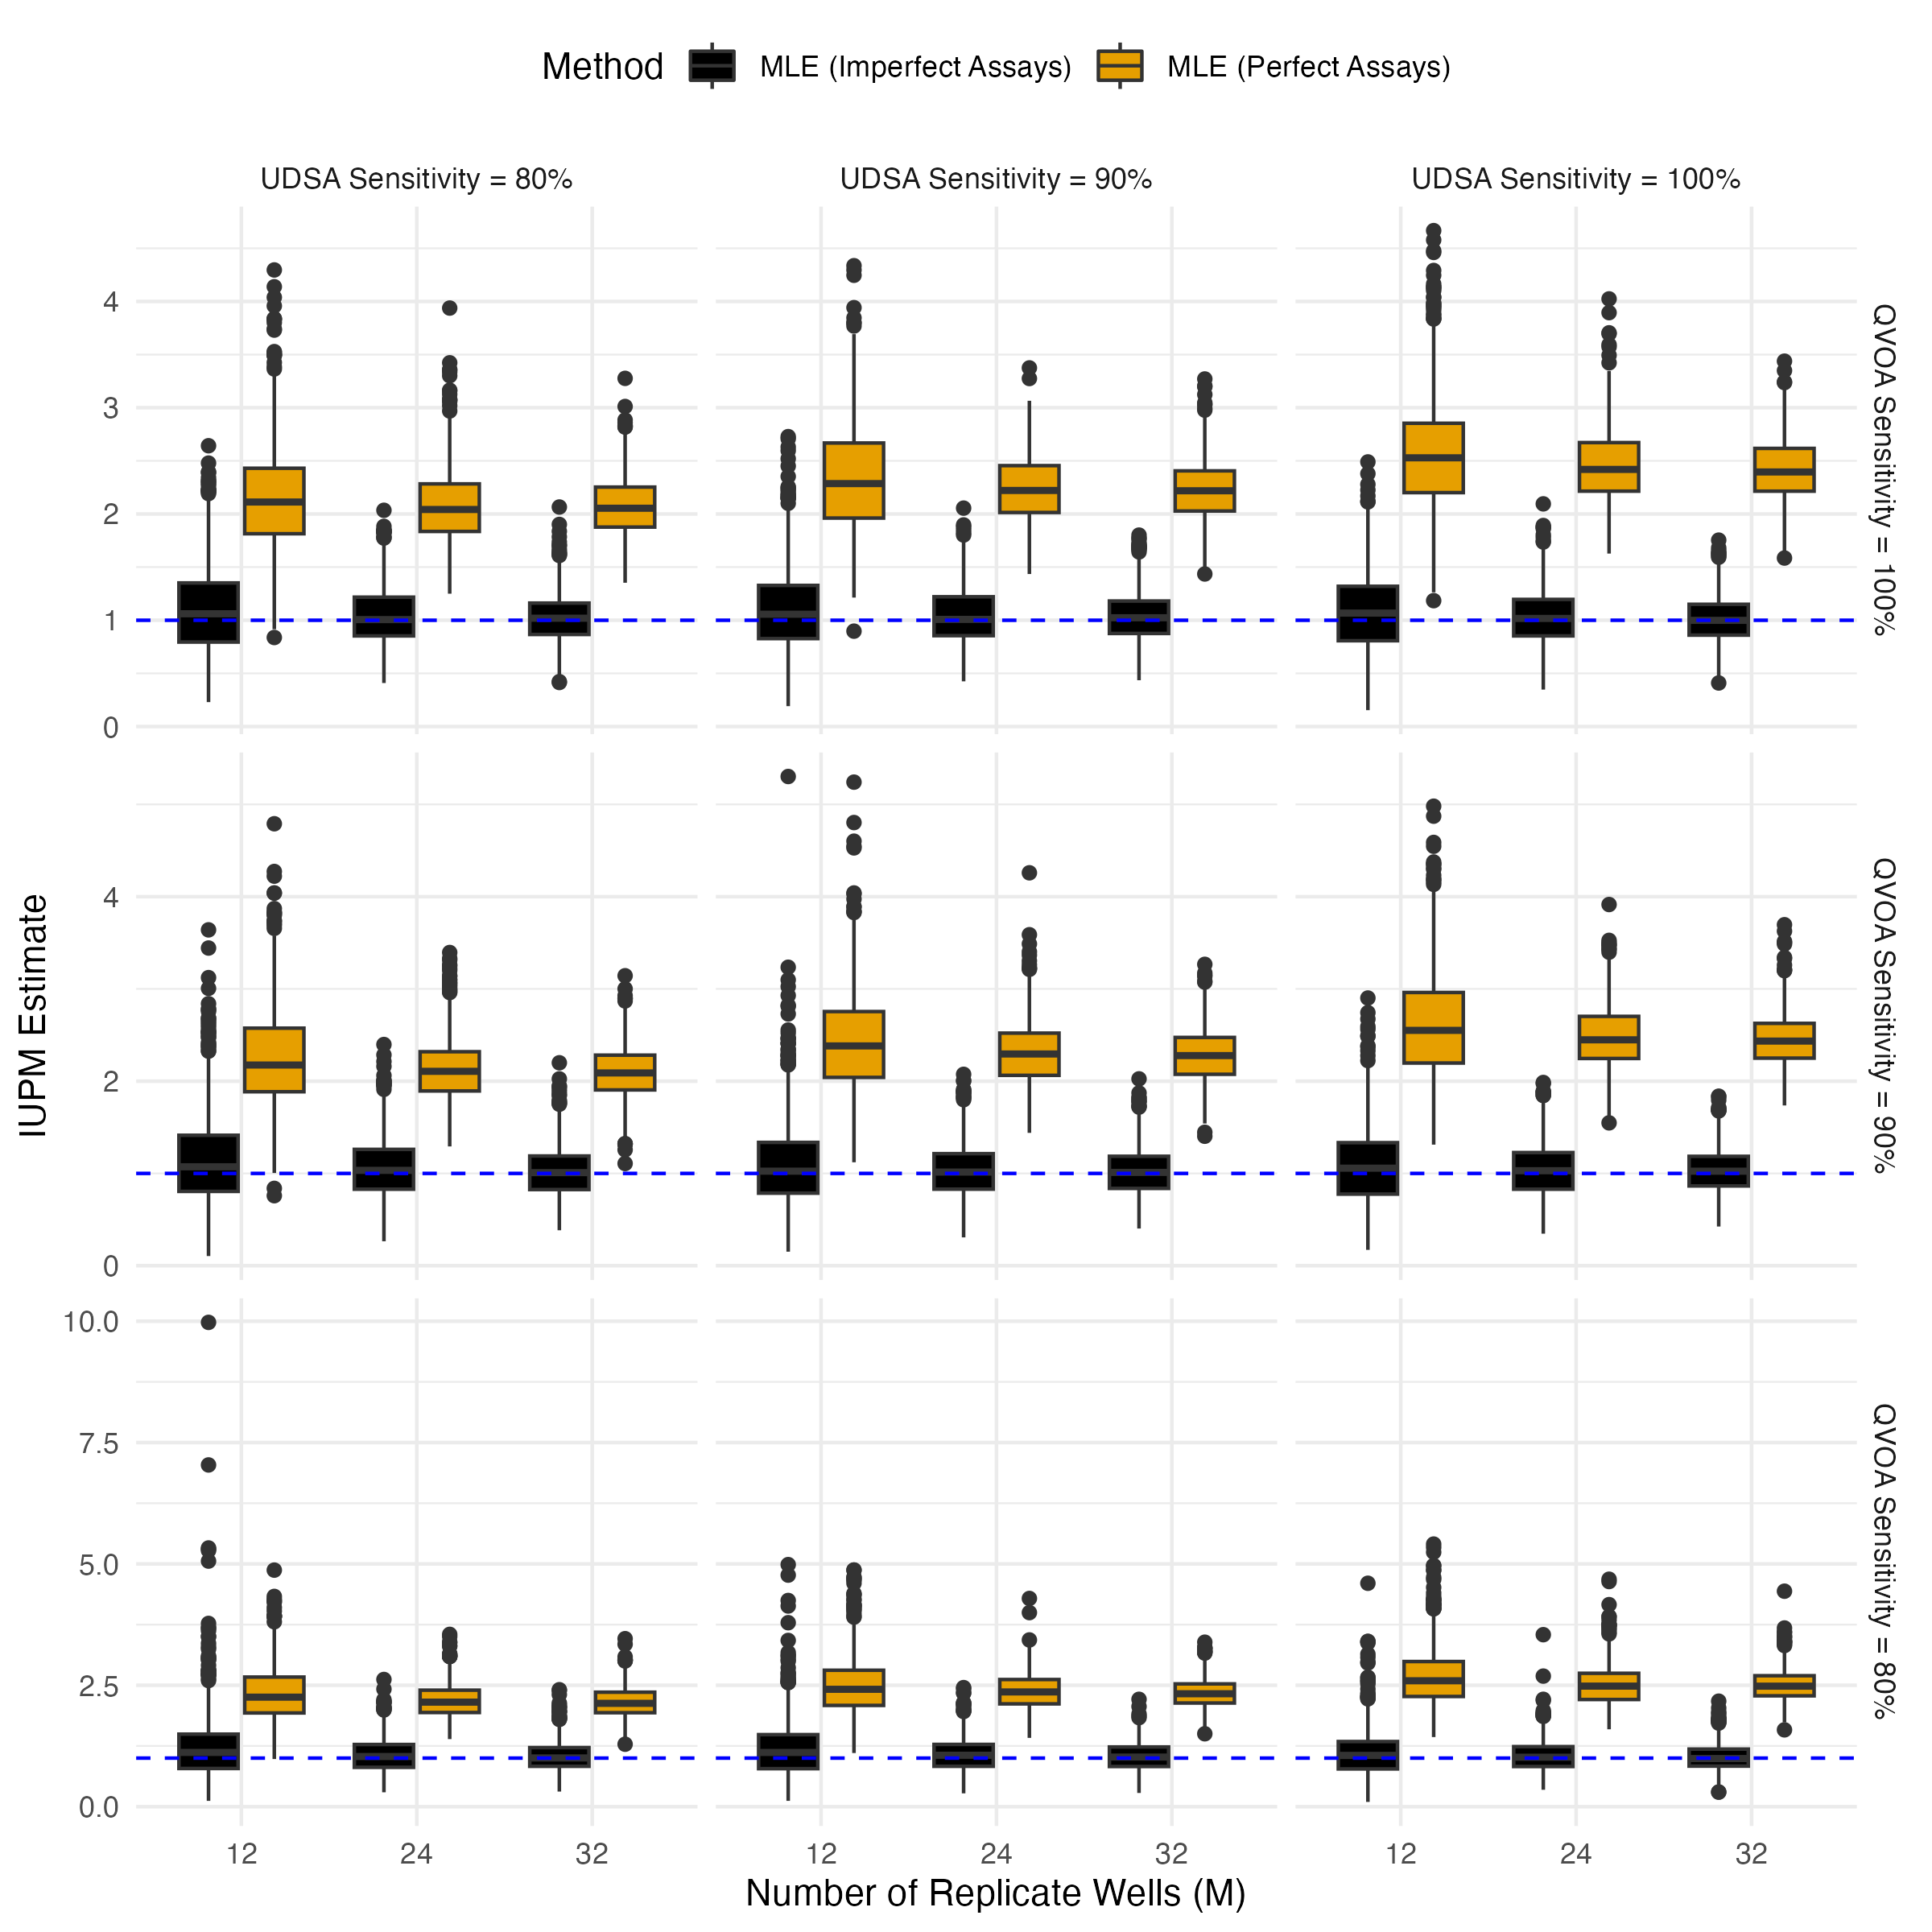 Method MLE (Imperfect Assays) MLE (Perfect Assays)
UDSA Sensitivity = 80% UDSA Sensitivity = 90% UDSA Sensitivity = 100%
4
3
2
1
0
QVOA Sensitivity = 100%
IUPM Estimate
4
2
0
QVOA Sensitivity = 90%
10.0
7.5
5.0
2.5
0.0
QVOA Sensitivity = 80%
12 24 32 12 24 32 12 24 32
Number of Replicate Wells (M)